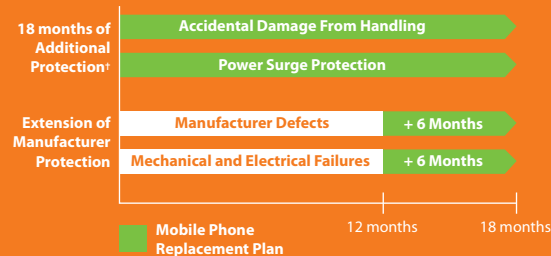 18 months of
Additional
Protection†
Accidental Damage From Handling
Power Surge Protection
Extension of
Manufacturer
Protection
Manufacturer Defects
+ 6 Months
Mechanical and Electrical Failures
+ 6 Months
12 months
18 months
Mobile Phone
Replacement Plan